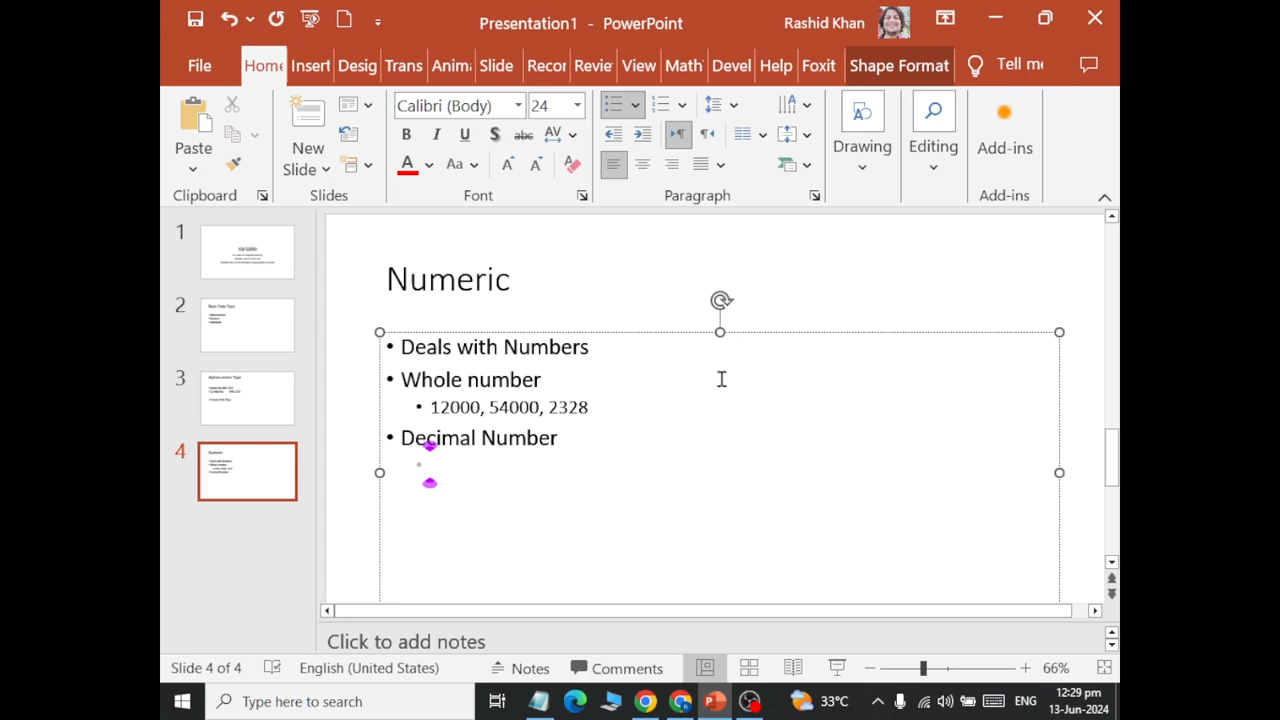 Presentation1 - PowerPoint
Rashid Khan
File
Home
Insert
Desig
Trans
Anima
Slide
Recor
Revie
View
Math
Devel
Help
Foxit
Shape Format
Tell me
Paste
New
Slide
Calibri (Body)
24
Drawing
Editing
Add-ins
Clipboard
Slides
Font
Paragraph
Add-ins
1
2
3
4
Numeric
• Deals with Numbers
• Whole number
• 12000, 54000, 2328
• Decimal Number
Click to add notes
Slide 4 of 4
English (United States)
Notes
Comments
66%
Type here to search
33°C
ENG
12:29 pm
13-Jun-2024